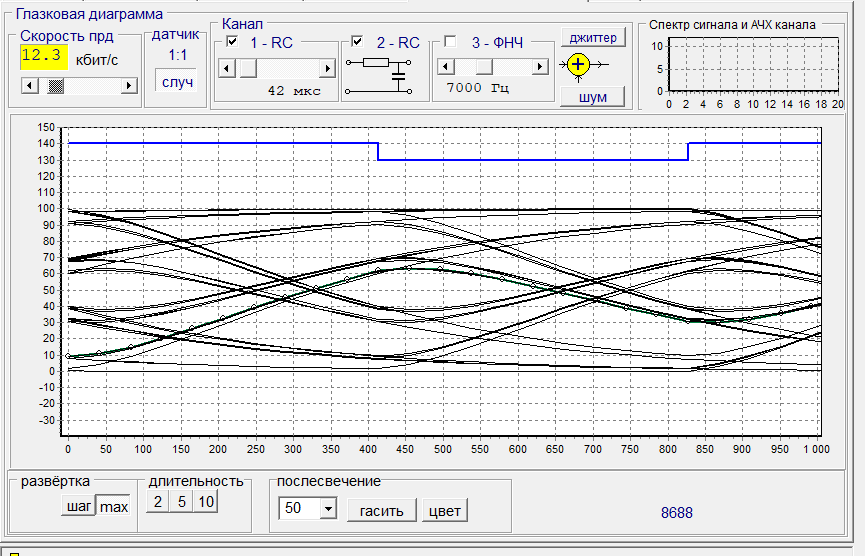 Глазковая диаграмма
Скорость прд
12.3 кбит/с
датчик
1:1
случ
Канал
1 - RC
42 мкс
2 - RC
3 - ФНЧ
7000 Гц
джиттер
шум
Спектр сигнала и АЧХ канала
10
5
0
0 2 4 6 8 10 12 14 16 18 20
150
140
130
120
110
100
90
80
70
60
50
40
30
20
10
0
-10
-20
-30
0 50 100 150 200 250 300 350 400 450 500 550 600 650 700 750 800 850 900 950 1 000
развёртка
шаг max
длительность
2 5 10
послесвечение
50 гасить цвет
8688